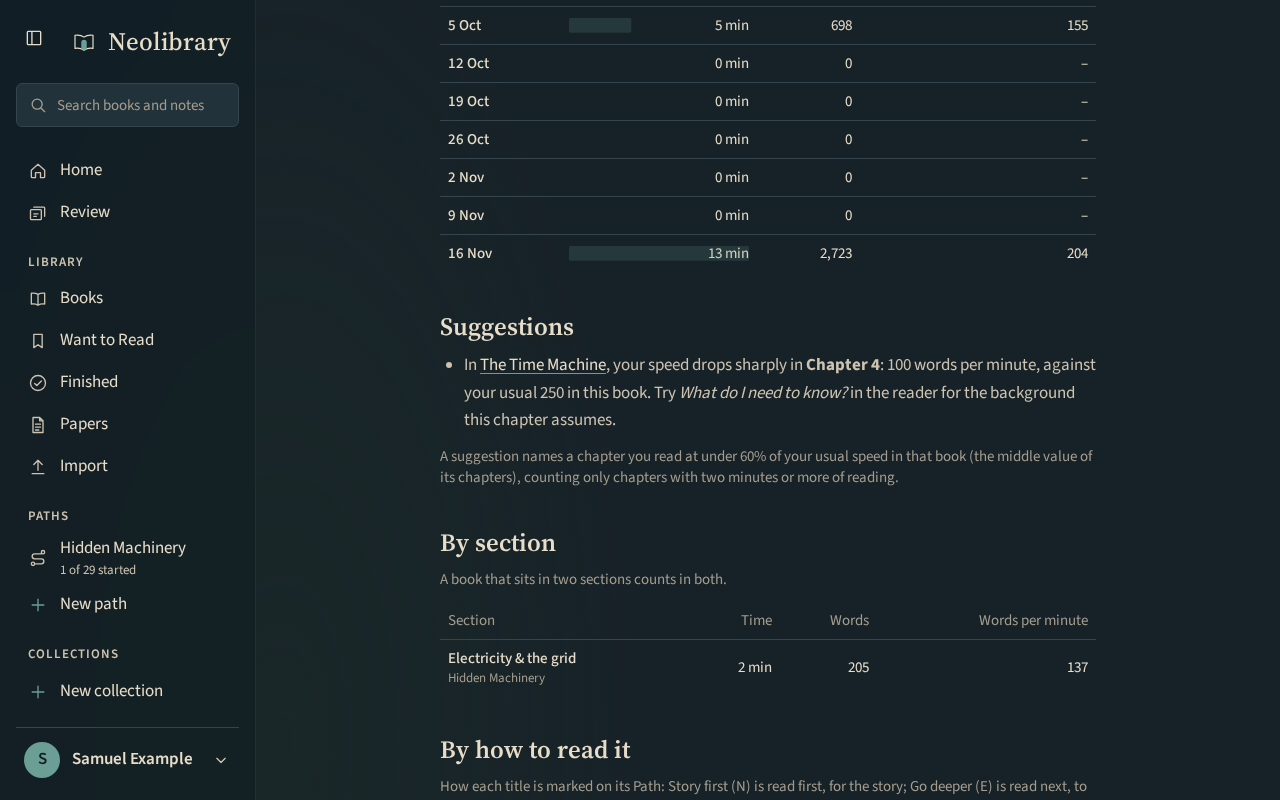 Neolibrary
Search books and notes
Home
Review
LIBRARY
Books
Want to Read
Finished
Papers
Import
PATHS
Hidden Machinery
1 of 29 started
New path
COLLECTIONS
New collection
S Samuel Example
5 Oct 5 min 698 155
12 Oct 0 min 0 –
19 Oct 0 min 0 –
26 Oct 0 min 0 –
2 Nov 0 min 0 –
9 Nov 0 min 0 –
16 Nov 13 min 2,723 204
Suggestions
• In The Time Machine, your speed drops sharply in Chapter 4: 100 words per minute, against
your usual 250 in this book. Try What do I need to know? in the reader for the background
this chapter assumes.
A suggestion names a chapter you read at under 60% of your usual speed in that book (the middle value of
its chapters), counting only chapters with two minutes or more of reading.
By section
A book that sits in two sections counts in both.
Section Time Words Words per minute
Electricity & the grid 2 min 205 137
Hidden Machinery
By how to read it
How each title is marked on its Path: Story first (N) is read first, for the story; Go deeper (E) is read next, to